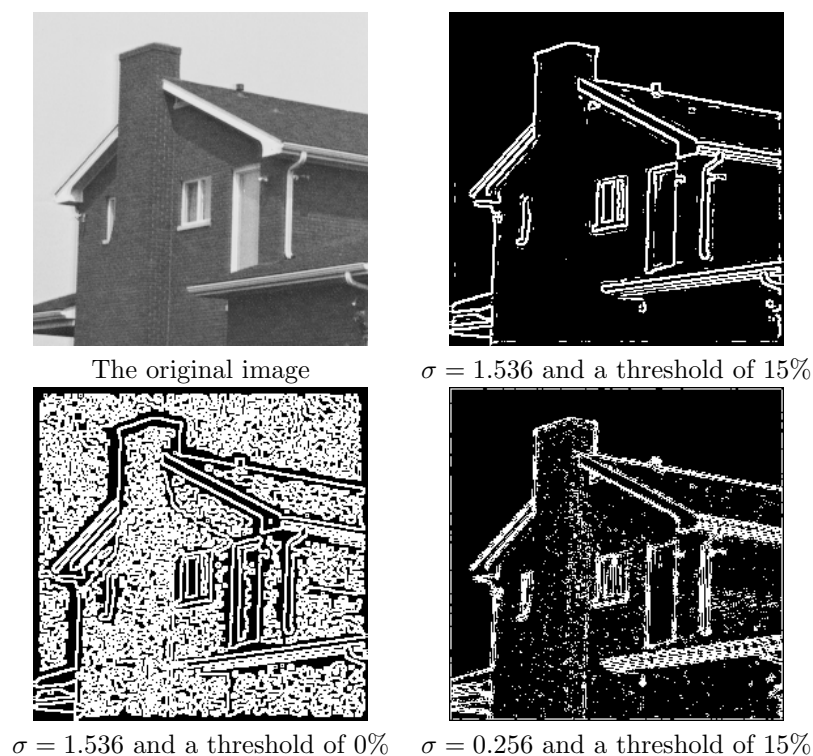 The original image
σ = 1.536 and a threshold of 15%
σ = 1.536 and a threshold of 0%
σ = 0.256 and a threshold of 15%